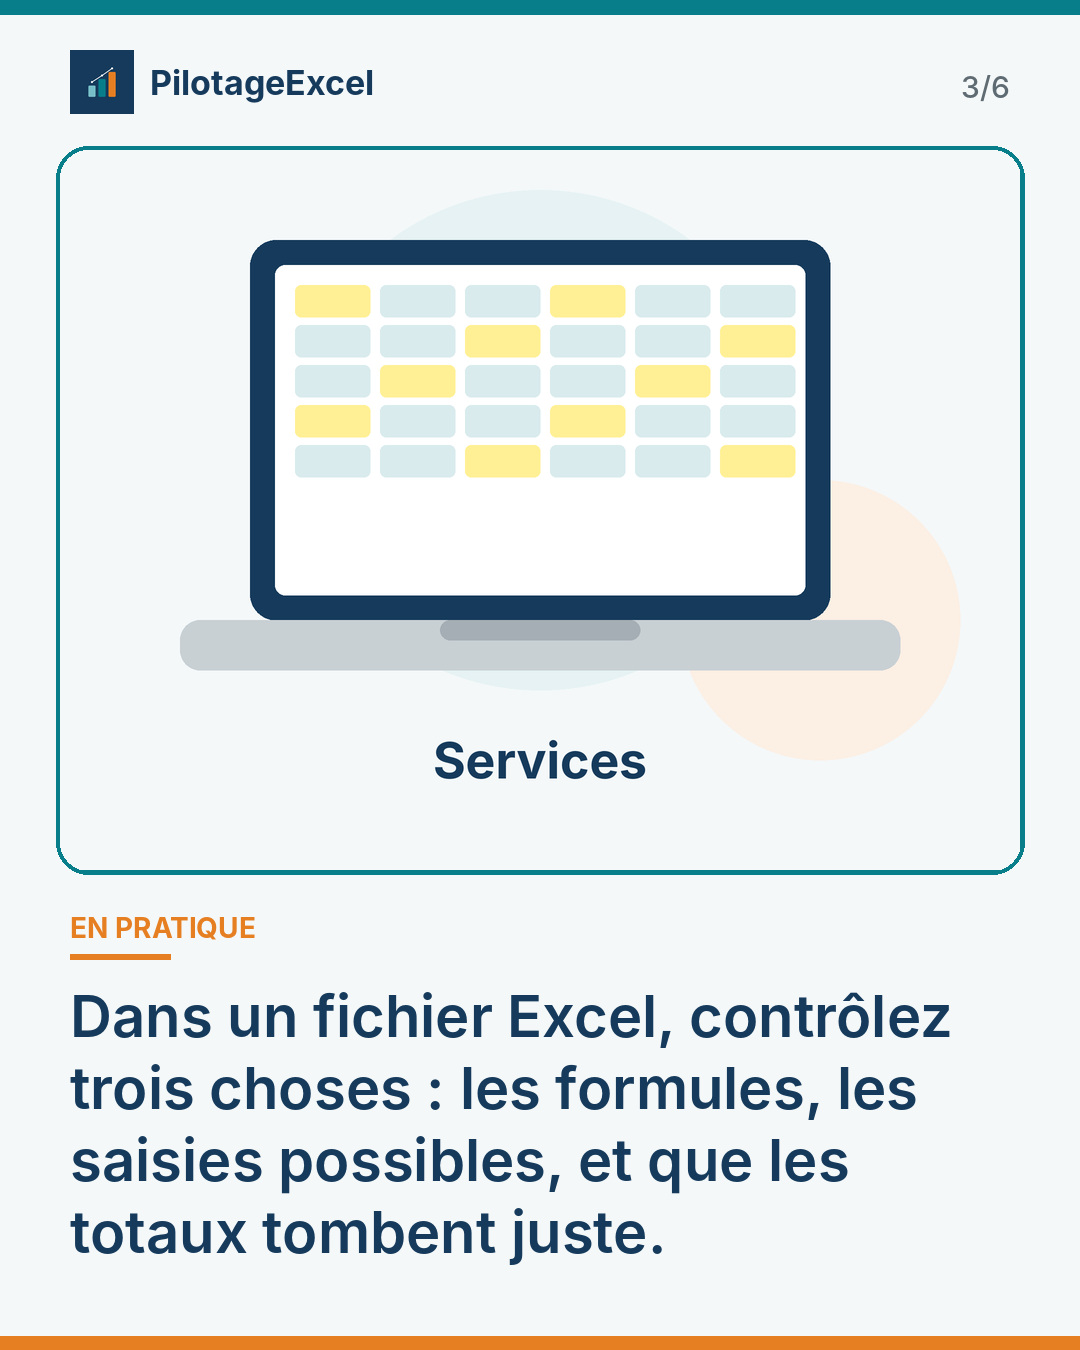 PilotageExcel
3/6
Services
EN PRATIQUE
Dans un fichier Excel, contrôlez
trois choses : les formules, les
saisies possibles, et que les
totaux tombent juste.